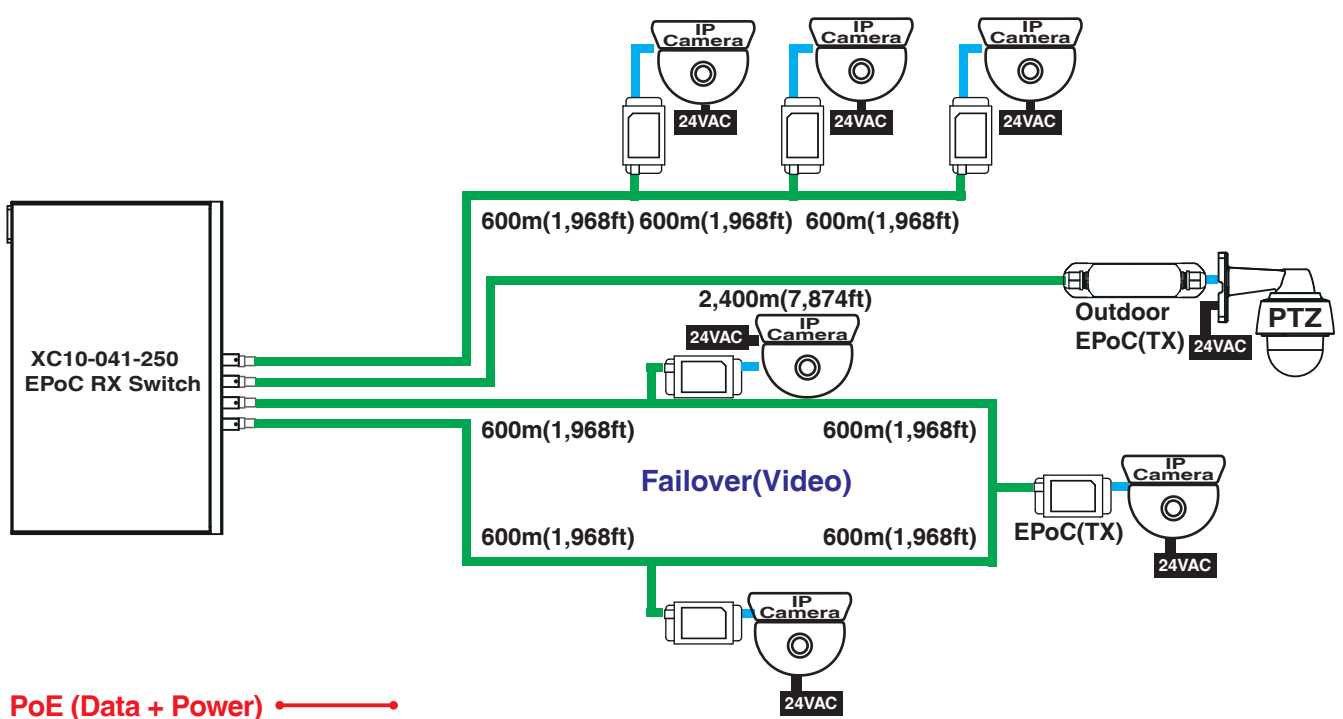 IP
Camera
IP
Camera
IP
Camera
24VAC
24VAC
24VAC
600m(1,968ft) 600m(1,968ft) 600m(1,968ft)
2,400m(7,874ft)
Outdoor
EPoC(TX)
24VAC
PTZ
24VAC
IP
Camera
XC10-041-250
EPoC RX Switch
600m(1,968ft)
600m(1,968ft)
Failover(Video)
IP
Camera
EPoC(TX)
24VAC
600m(1,968ft)
600m(1,968ft)
IP
Camera
24VAC
PoE (Data + Power)